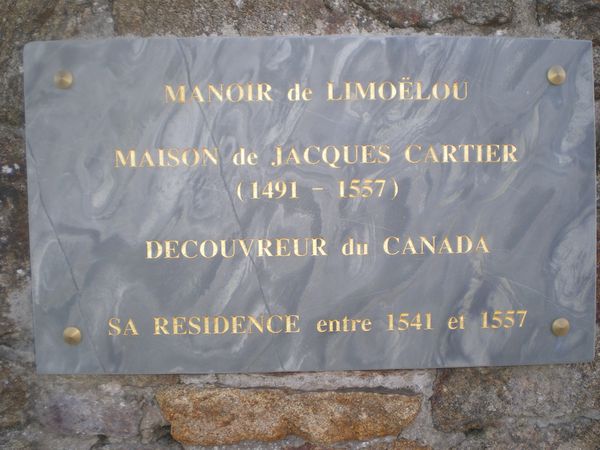 MANOIR de LIMOËLOU
MAISON de JACQUES CARTIER
(1491 - 1557)
DECOUVREUR du CANADA
SA RESIDENCE entre 1541 et 1557